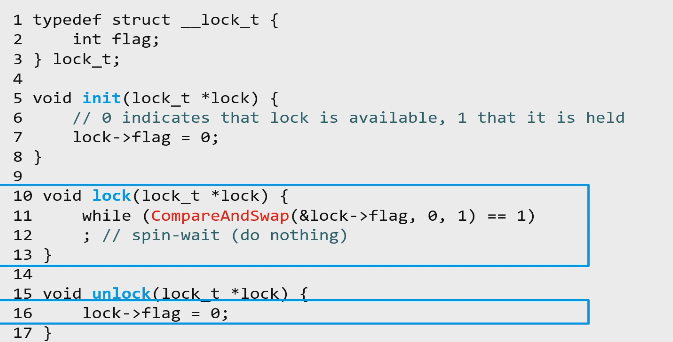 1 typedef struct __lock_t {
2     int flag;
3 } lock_t;
4
5 void init(lock_t *lock) {
6     // 0 indicates that lock is available, 1 that it is held
7     lock->flag = 0;
8 }
9
10 void lock(lock_t *lock) {
11     while (CompareAndSwap(&lock->flag, 0, 1) == 1)
12     ; // spin-wait (do nothing)
13 }
14
15 void unlock(lock_t *lock) {
16     lock->flag = 0;
17 }